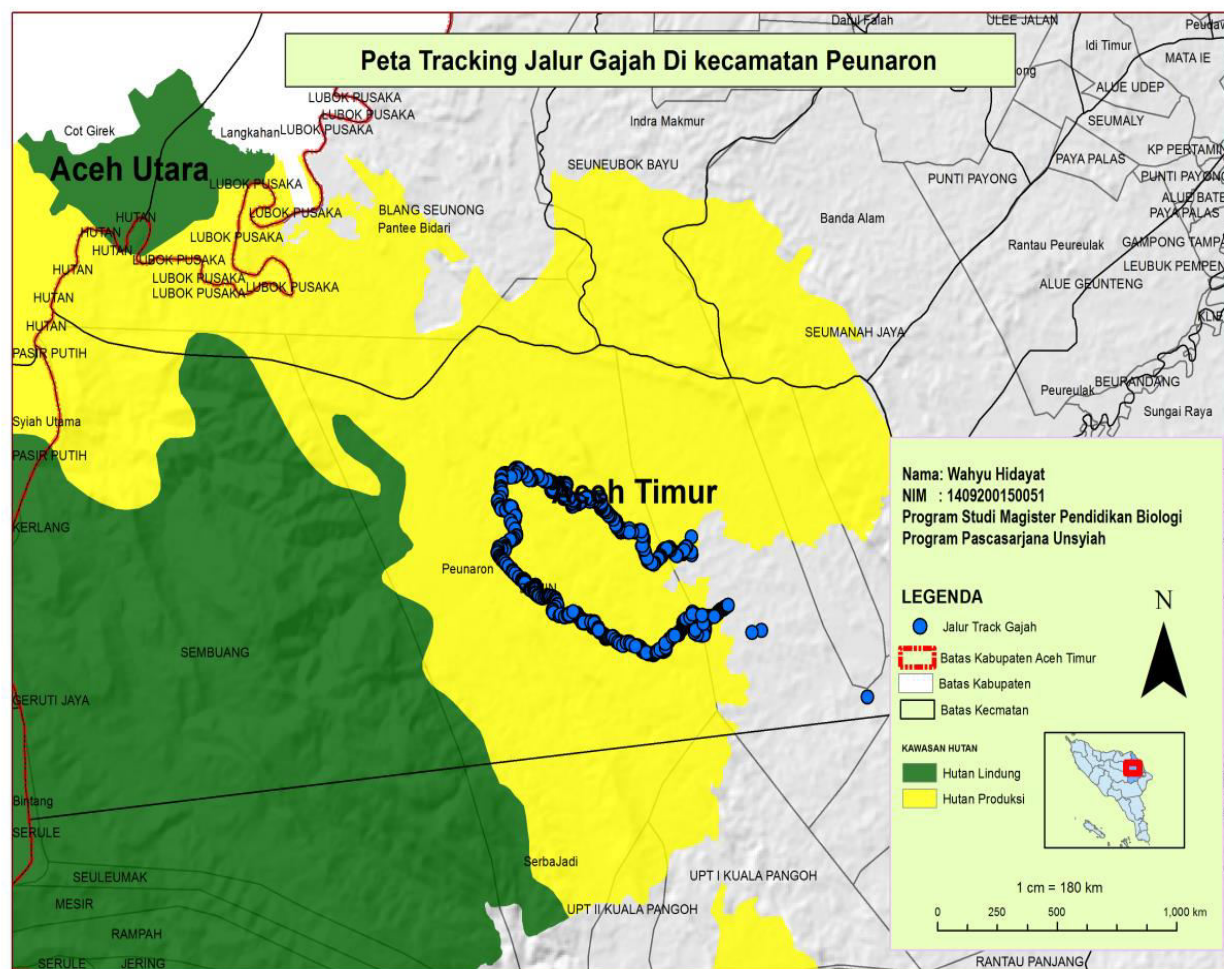 Darul Falah
ULEE JALAN
Peta Tracking Jalur Gajah Di kecamatan Peunaron
Idi Timur
MATA IE
ALUE UDEP
LUBOK PUSAKA
LUBOK PUSAKA
Cot Girek
Langkahan
LUBOK PUSAKA
Indra Makmur
SEUMALY
KP PERTAMIN
Aceh Utara
SEUNEUBOK BAYU
PAYA PALAS
PUNTI PAYONG
PUNTI PAYONG
LUBOK PUSAKA
ALUE BATE
HUTAN
LUBOK PUSAKA
BLANG SEUNONG
Banda Alam
PAYA PALAS
HUTAN
LUBOK PUSAKA
Pantee Bidari
Rantau Peureulak
GAMPONG TAMPA
HUTAN
LUBOK PUSAKA
LEUBUK PEMPEN
HUTAN
LUBOK PUSAKA
ALUE GEUNTENG
HUTAN
LUBOK PUSAKA
LUBOK PUSAKA
HUTAN
SEUMANAH JAYA
PASIR PUTIH
BEURANDANG
Peureulak
Syiah Utama
Sungai Raya
PASIR PUTIH
Aceh Timur
KERLANG
Peunaron
SEMBUANG
GERUTI JAYA
Bintang
SERULE
SerbaJadi
SEULEUMAK
UPT I KUALA PANGOH
MESIR
UPT II KUALA PANGOH
RAMPAH
SERULE
JERING
RANTAU PANJANG
Nama: Wahyu Hidayat
NIM : 1409200150051
Program Studi Magister Pendidikan Biologi
Program Pascasarjana Unsyiah
LEGENDA
N
Jalur Track Gajah
Batas Kabupaten Aceh Timur
Batas Kabupaten
Batas Kecmatan
KAWASAN HUTAN
Hutan Lindung
Hutan Produksi
1 cm = 180 km
0 250 500 1,000 km